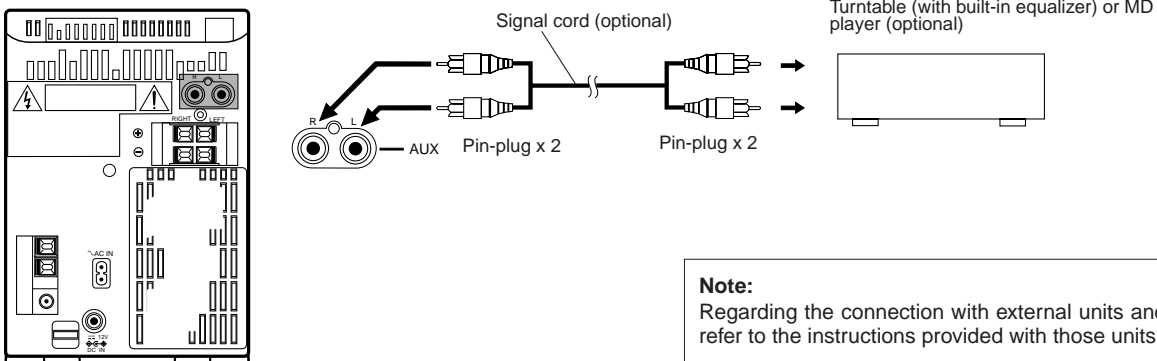 Turntable (with built-in equalizer) or MD
player (optional)
Signal cord (optional)
R L
RIGHT LEFT
R L
AUX
Pin-plug x 2
Pin-plug x 2
AC IN
12V
DC IN
Note:
Regarding the connection with external units and
refer to the instructions provided with those units